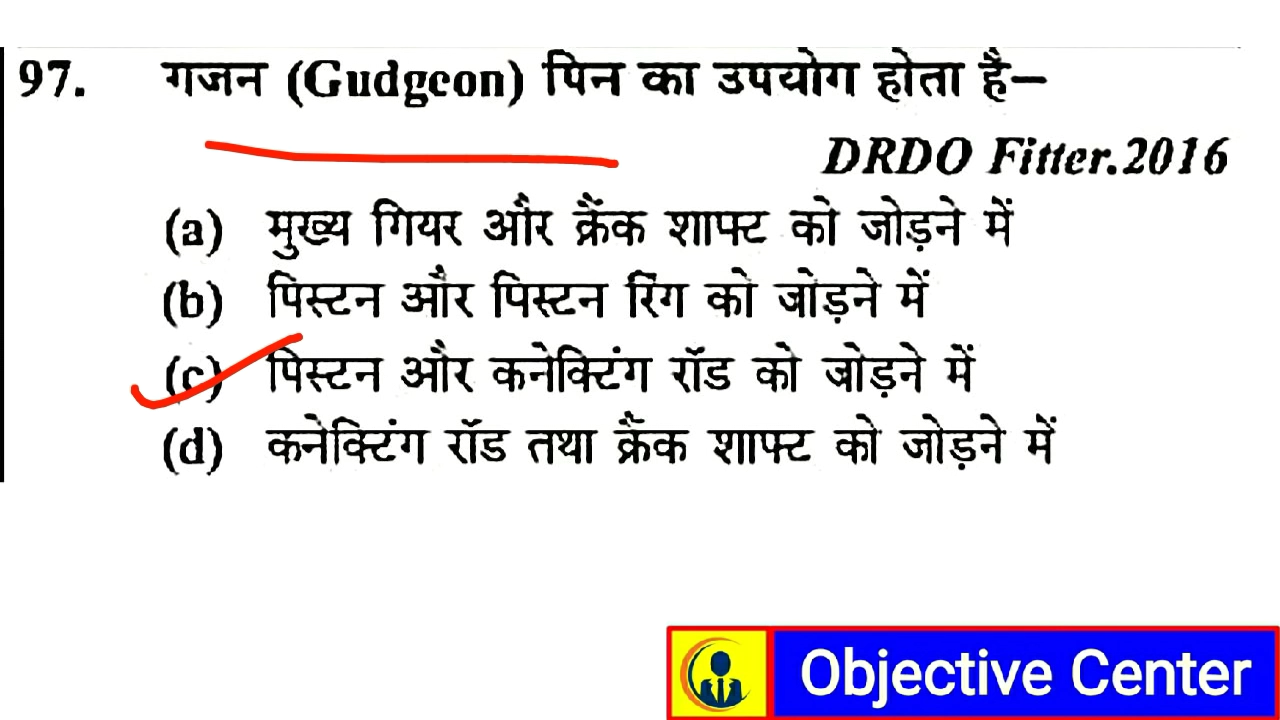 97. गजन (Gudgeon) पिन का उपयोग होता है–
DRDO Fitter.2016
(a) मुख्य गियर और क्रैंक शाफ्ट को जोड़ने में
(b) पिस्टन और पिस्टन रिंग को जोड़ने में
(c) पिस्टन और कनेक्टिंग रॉड को जोड़ने में
(d) कनेक्टिंग रॉड तथा क्रैंक शाफ्ट को जोड़ने में
Objective Center